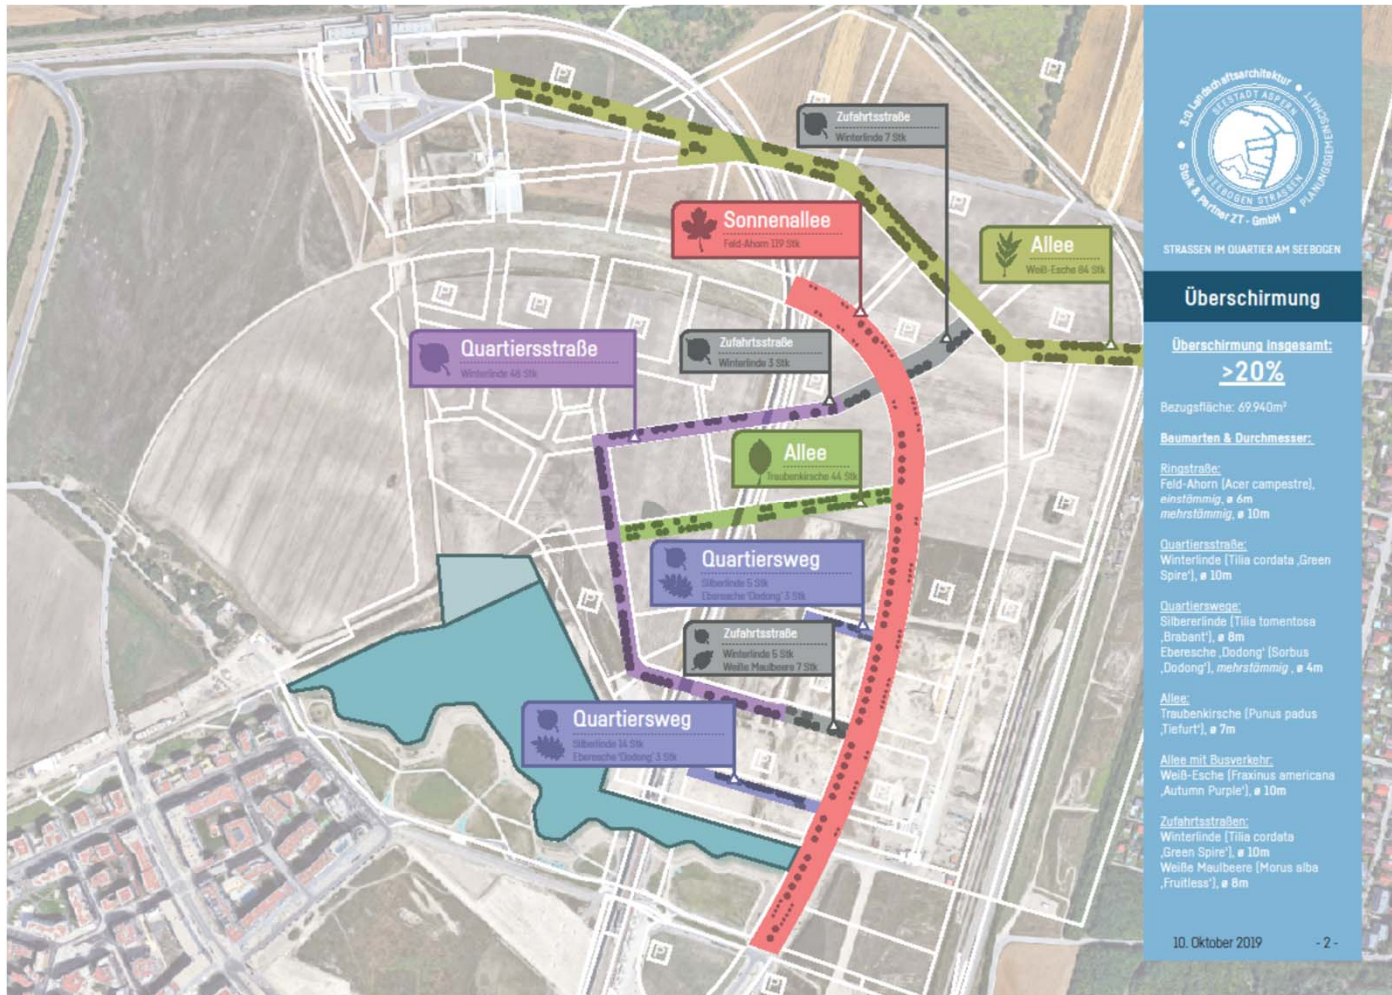 Zufahrtsstraße
Winterlinde 7 Stk
Sonnenallee
Feld-Ahorn 119 Stk
Allee
Weiß-Esche 84 Stk
Quartiersstraße
Winterlinde 48 Stk
Zufahrtsstraße
Winterlinde 3 Stk
Allee
Traubenkirsche 44 Stk
Quartiersweg
Silberlinde 5 Stk
Eberesche 'Dodong' 3 Stk
Zufahrtsstraße
Winterlinde 5 Stk
Weiße Maulbeere 7 Stk
Quartiersweg
Silberlinde 14 Stk
Eberesche 'Dodong' 3 Stk
P
P
P
P
P
P
P
P
P
P
P
P
P
P
3:0 Landschaftsarchitektur
PLANUNGSGEMEINSCHAFT
Stoik & Partner ZT - GmbH
SEESTADT ASPERN
SEEBOGEN STRASSEN
STRASSEN IM QUARTIER AM SEEBOGEN
Überschirmung
Überschirmung insgesamt:
>20%
Bezugsfläche: 69.940m²
Baumarten & Durchmesser:
Ringstraße:
Feld-Ahorn (Acer campestre),
einstämmig, ø 6m
mehrstämmig, ø 10m
Quartiersstraße:
Winterlinde (Tilia cordata ‚Green
Spire'), ø 10m
Quartierswege:
Silbererlinde (Tilia tomentosa
‚Brabant'), ø 8m
Eberesche ‚Dodong' (Sorbus
‚Dodong'), mehrstämmig , ø 4m
Allee:
Traubenkirsche (Punus padus
‚Tiefurt'), ø 7m
Allee mit Busverkehr:
Weiß-Esche (Fraxinus americana
‚Autumn Purple'), ø 10m
Zufahrtsstraßen:
Winterlinde (Tilia cordata
‚Green Spire'), ø 10m
Weiße Maulbeere (Morus alba
‚Fruitless'), ø 8m
10. Oktober 2019
- 2 -